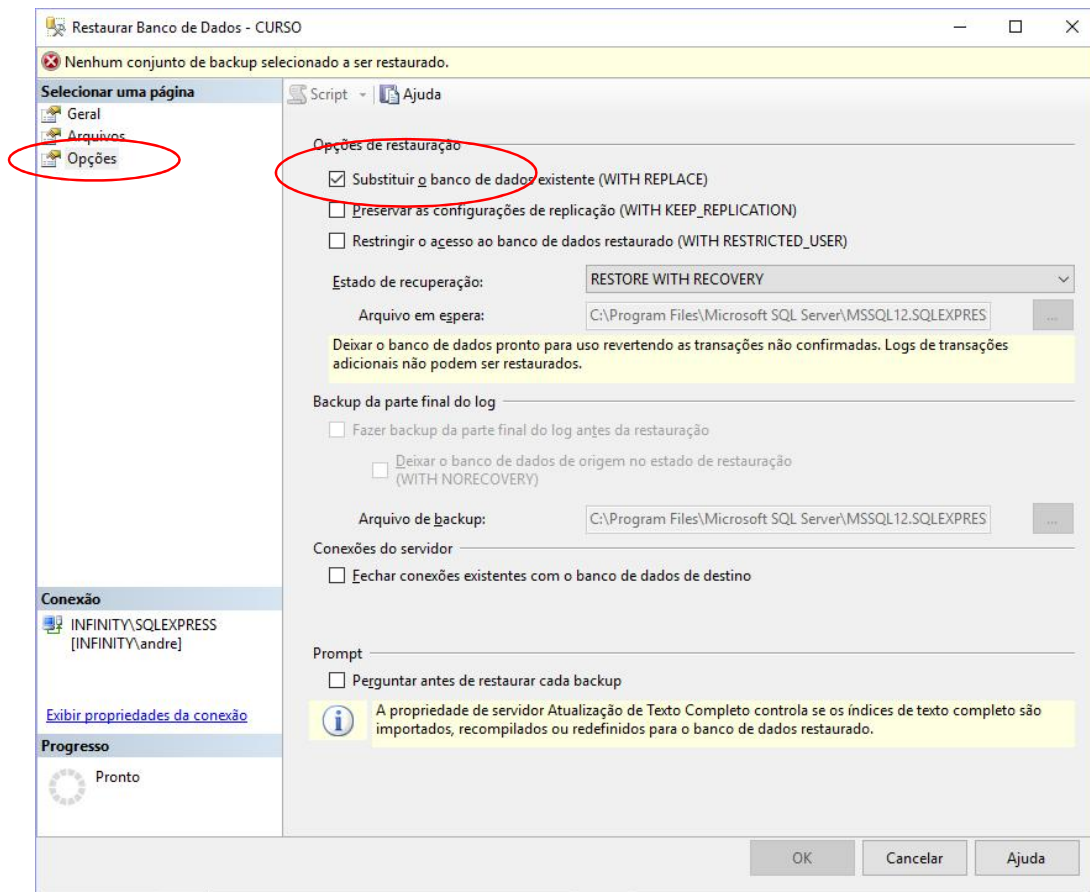 Restaurar Banco de Dados - CURSO
Nenhum conjunto de backup selecionado a ser restaurado.
Selecionar uma página
Geral
Arquivos
Opções
Script
Ajuda
Opções de restauração
Substituir o banco de dados existente (WITH REPLACE)
Preservar as configurações de replicação (WITH KEEP_REPLICATION)
Restringir o acesso ao banco de dados restaurado (WITH RESTRICTED_USER)
Estado de recuperação:
RESTORE WITH RECOVERY
Arquivo em espera:
C:\Program Files\Microsoft SQL Server\MSSQL12.SQLEXPRES
...
Deixar o banco de dados pronto para uso revertendo as transações não confirmadas. Logs de transações
adicionais não podem ser restaurados.
Backup da parte final do log
Fazer backup da parte final do log antes da restauração
Deixar o banco de dados de origem no estado de restauração
(WITH NORECOVERY)
Arquivo de backup:
C:\Program Files\Microsoft SQL Server\MSSQL12.SQLEXPRES
...
Conexões do servidor
Fechar conexões existentes com o banco de dados de destino
Prompt
Perguntar antes de restaurar cada backup
A propriedade de servidor Atualização de Texto Completo controla se os índices de texto completo são
importados, recompilados ou redefinidos para o banco de dados restaurado.
Conexão
INFINITY\SQLEXPRESS
[INFINITY\andre]
Exibir propriedades da conexão
Progresso
Pronto
OK
Cancelar
Ajuda